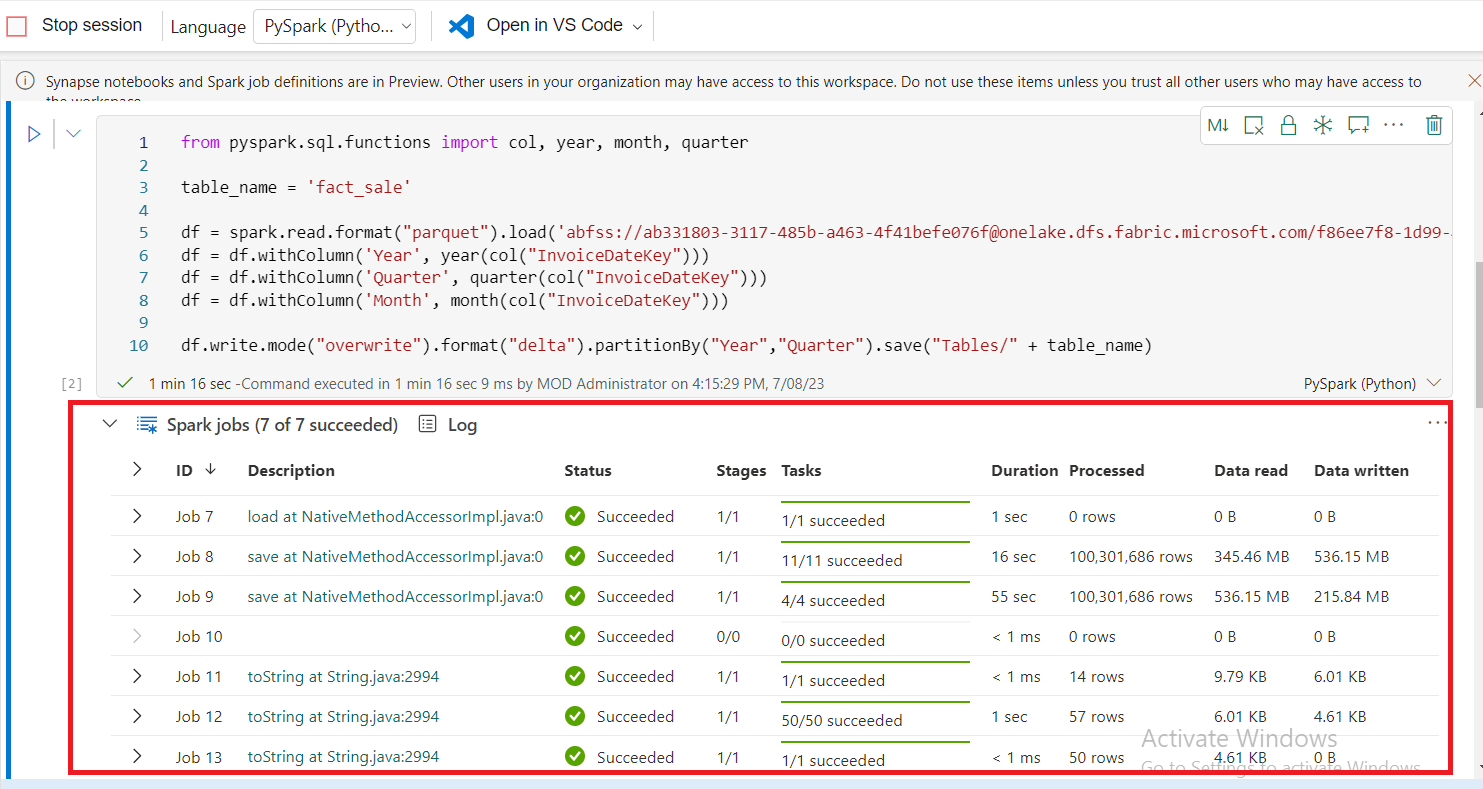 Stop session Language PySpark (Pytho... Open in VS Code
Synapse notebooks and Spark job definitions are in Preview. Other users in your organization may have access to this workspace. Do not use these items unless you trust all other users who may have access to
the workspace.
M↓ ...
1 from pyspark.sql.functions import col, year, month, quarter
2
3 table_name = 'fact_sale'
4
5 df = spark.read.format("parquet").load('abfss://ab331803-3117-485b-a463-4f41befe076f@onelake.dfs.fabric.microsoft.com/f86ee7f8-1d99-
6 df = df.withColumn('Year', year(col("InvoiceDateKey")))
7 df = df.withColumn('Quarter', quarter(col("InvoiceDateKey")))
8 df = df.withColumn('Month', month(col("InvoiceDateKey")))
9
10 df.write.mode("overwrite").format("delta").partitionBy("Year","Quarter").save("Tables/" + table_name)
[2] 1 min 16 sec -Command executed in 1 min 16 sec 9 ms by MOD Administrator on 4:15:29 PM, 7/08/23 PySpark (Python)
Spark jobs (7 of 7 succeeded) Log ...
ID ↓ Description Status Stages Tasks Duration Processed Data read Data written
Job 7 load at NativeMethodAccessorImpl.java:0 Succeeded 1/1 1/1 succeeded 1 sec 0 rows 0 B 0 B
Job 8 save at NativeMethodAccessorImpl.java:0 Succeeded 1/1 11/11 succeeded 16 sec 100,301,686 rows 345.46 MB 536.15 MB
Job 9 save at NativeMethodAccessorImpl.java:0 Succeeded 1/1 4/4 succeeded 55 sec 100,301,686 rows 536.15 MB 215.84 MB
Job 10 Succeeded 0/0 0/0 succeeded < 1 ms 0 rows 0 B 0 B
Job 11 toString at String.java:2994 Succeeded 1/1 1/1 succeeded < 1 ms 14 rows 9.79 KB 6.01 KB
Job 12 toString at String.java:2994 Succeeded 1/1 50/50 succeeded 1 sec 57 rows 6.01 KB 4.61 KB
Activate Windows
Job 13 toString at String.java:2994 Succeeded 1/1 1/1 succeeded < 1 ms 50 rows 4.61 KB 0 B
Go to Settings to activate Windows.